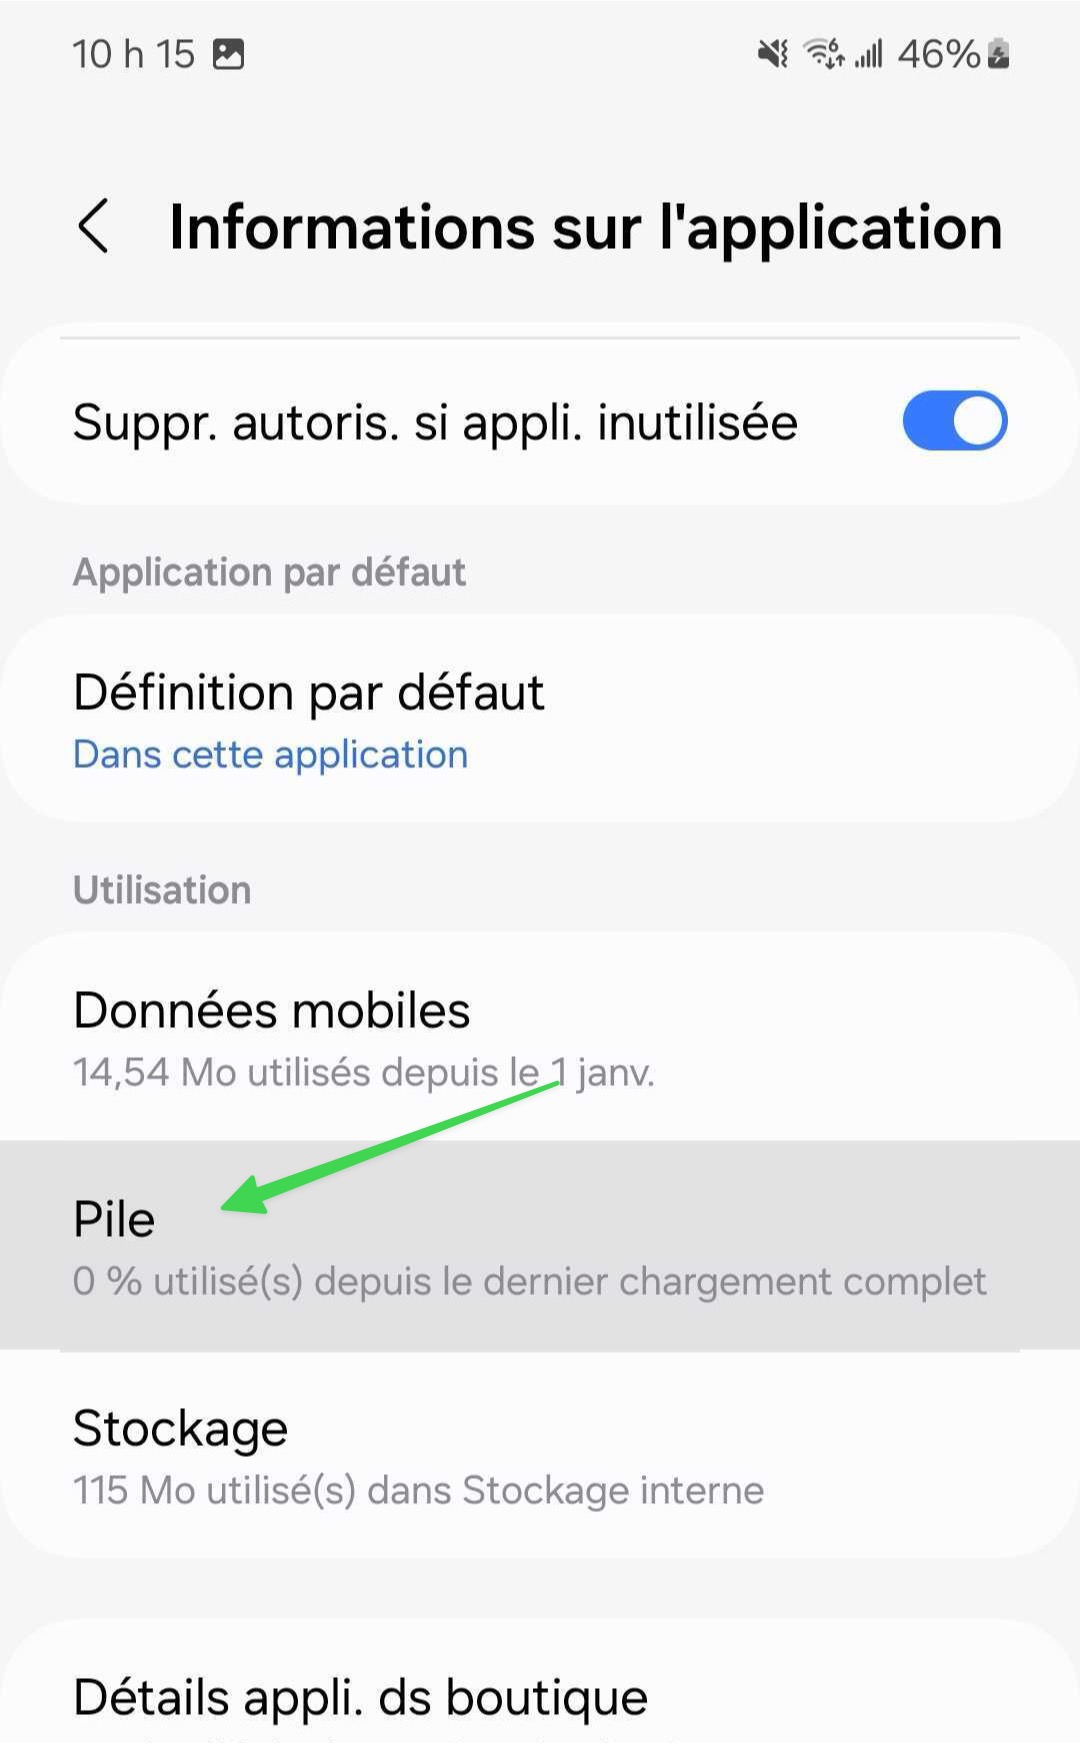 10 h 15
46%
Informations sur l'application
Suppr. autoris. si appli. inutilisée
Application par défaut
Définition par défaut
Dans cette application
Utilisation
Données mobiles
14,54 Mo utilisés depuis le 1 janv.
Pile
0 % utilisé(s) depuis le dernier chargement complet
Stockage
115 Mo utilisé(s) dans Stockage interne
Détails appli. ds boutique